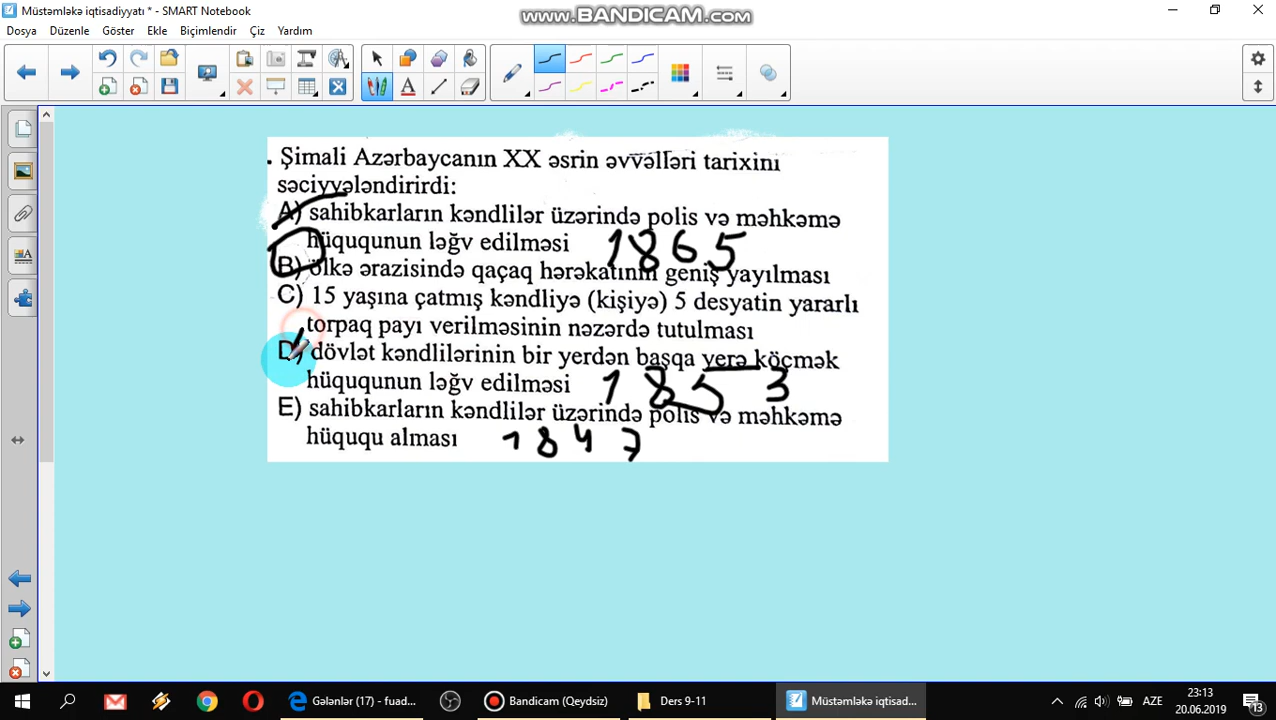 Müstəmləkə iqtisadiyyatı * - SMART Notebook
www.BANDICAM.com
Dosya Düzenle Göster Ekle Biçimlendir Çiz Yardım
. Şimali Azərbaycanın XX əsrin əvvəlləri tarixini
səciyyələndirirdi:
A) sahibkarların kəndlilər üzərində polis və məhkəmə
hüququnun ləğv edilməsi 1865
B) ölkə ərazisində qaçaq hərəkatının geniş yayılması
C) 15 yaşına çatmış kəndliyə (kişiyə) 5 desyatin yararlı
torpaq payı verilməsinin nəzərdə tutulması
D) dövlət kəndlilərinin bir yerdən başqa yerə köçmək
hüququnun ləğv edilməsi 1853
E) sahibkarların kəndlilər üzərində polis və məhkəmə
hüququ alması 1847
Gələnlər (17) - fuad...
Bandicam (Qeydsiz)
Ders 9-11
Müstəmləkə iqtisadiy...
AZE
23:13
20.06.2019
13